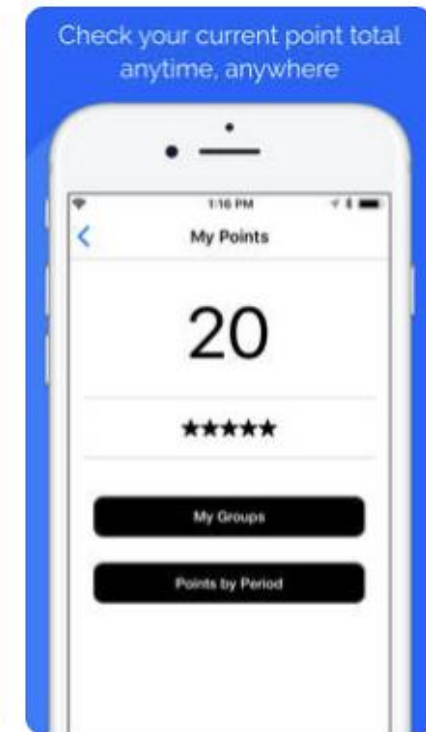 Check your current point total
anytime, anywhere
1:16 PM
My Points
20
★★★★★
My Groups
Points by Period